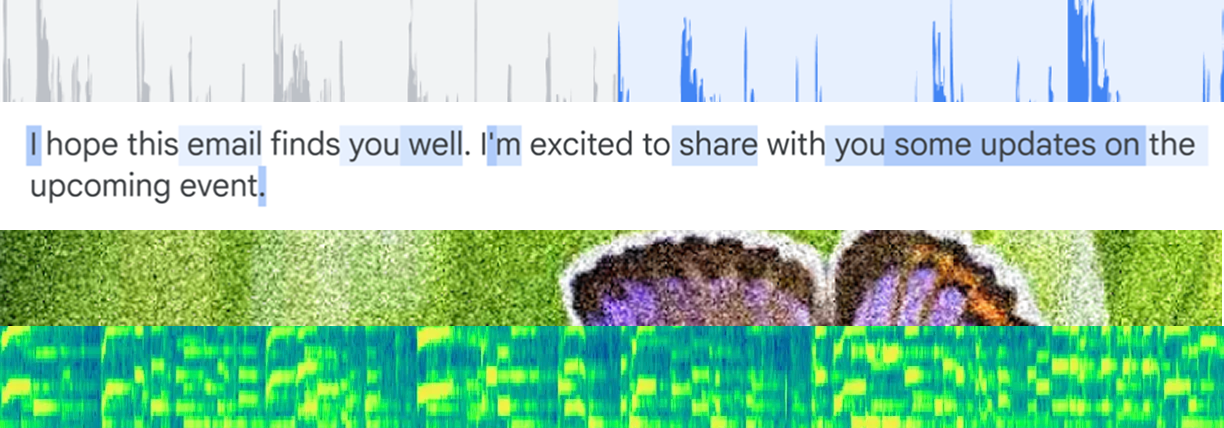 I hope this email finds you well. I'm excited to share with you some updates on the
upcoming event.